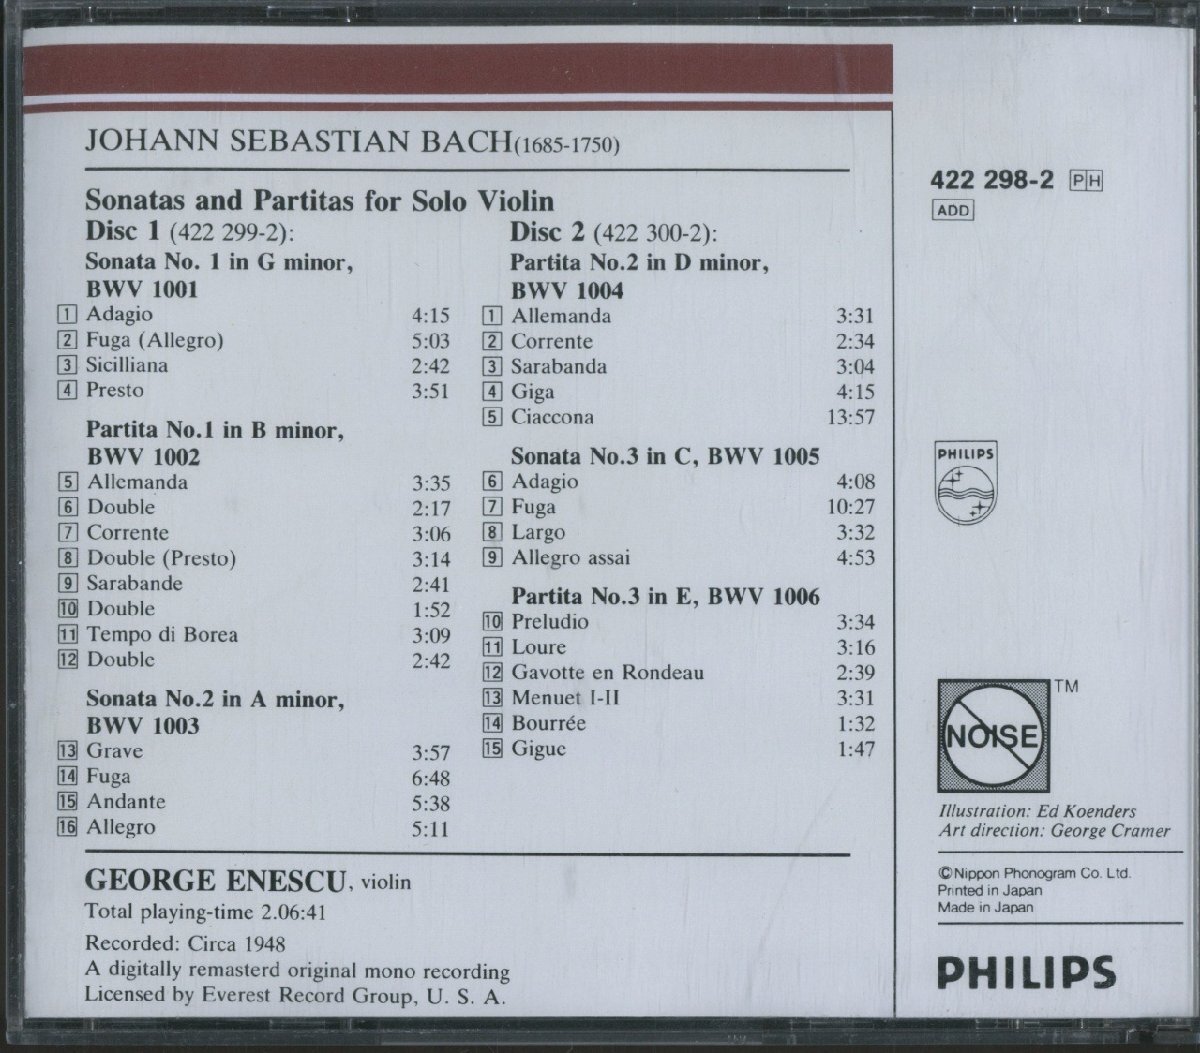 JOHANN SEBASTIAN BACH(1685-1750)
Sonatas and Partitas for Solo Violin
Disc 1 (422 299-2):
Sonata No. 1 in G minor,
BWV 1001
1 Adagio 4:15
2 Fuga (Allegro) 5:03
3 Sicilliana 2:42
4 Presto 3:51
Partita No.1 in B minor,
BWV 1002
5 Allemanda 3:35
6 Double 2:17
7 Corrente 3:06
8 Double (Presto) 3:14
9 Sarabande 2:41
10 Double 1:52
11 Tempo di Borea 3:09
12 Double 2:42
Sonata No.2 in A minor,
BWV 1003
13 Grave 3:57
14 Fuga 6:48
15 Andante 5:38
16 Allegro 5:11
Disc 2 (422 300-2):
Partita No.2 in D minor,
BWV 1004
1 Allemanda 3:31
2 Corrente 2:34
3 Sarabanda 3:04
4 Giga 4:15
5 Ciaccona 13:57
Sonata No.3 in C, BWV 1005
6 Adagio 4:08
7 Fuga 10:27
8 Largo 3:32
9 Allegro assai 4:53
Partita No.3 in E, BWV 1006
10 Preludio 3:34
11 Loure 3:16
12 Gavotte en Rondeau 2:39
13 Menuet I-II 3:31
14 Bourrée 1:32
15 Gigue 1:47
GEORGE ENESCU, violin
Total playing-time 2.06:41
Recorded: Circa 1948
A digitally remasterd original mono recording
Licensed by Everest Record Group, U. S. A.
422 298-2 PH
ADD
PHILIPS
NOISE TM
Illustration: Ed Koenders
Art direction: George Cramer
©Nippon Phonogram Co. Ltd.
Printed in Japan
Made in Japan
PHILIPS